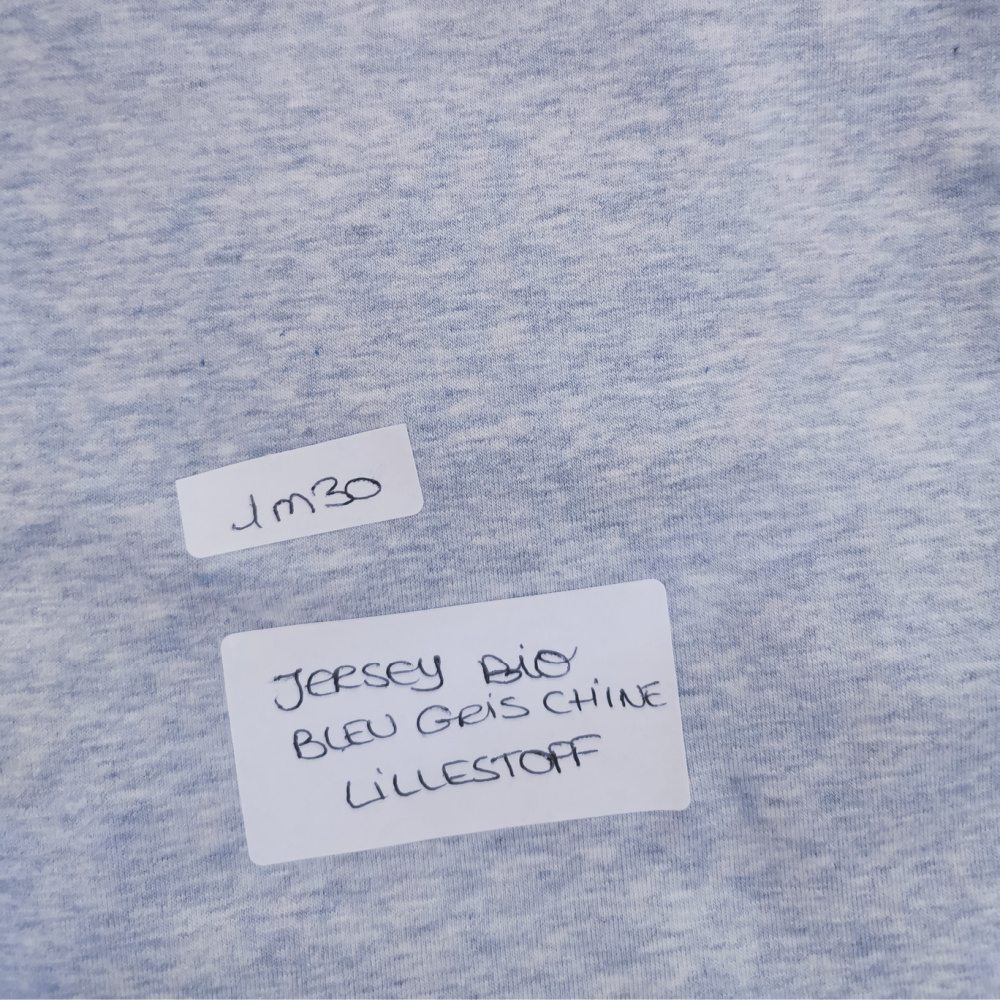 1m30
JERSEY BiO
BLEU GRiS CHiNE
LiLLESTOFF